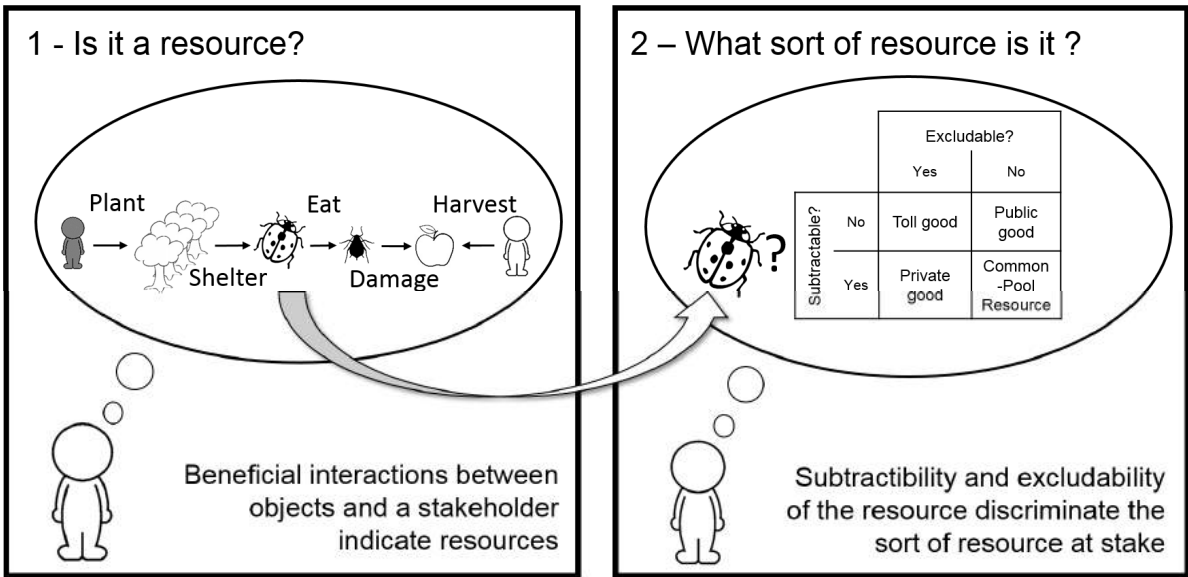 1 - Is it a resource?
Plant
Eat
Harvest
Shelter
Damage
Beneficial interactions between
objects and a stakeholder
indicate resources
2 – What sort of resource is it ?
Excludable?
Yes
No
Subtractable?
No
Toll good
Public
good
Yes
Private
good
Common
-Pool
Resource
?
Subtractibility and excludability
of the resource discriminate the
sort of resource at stake